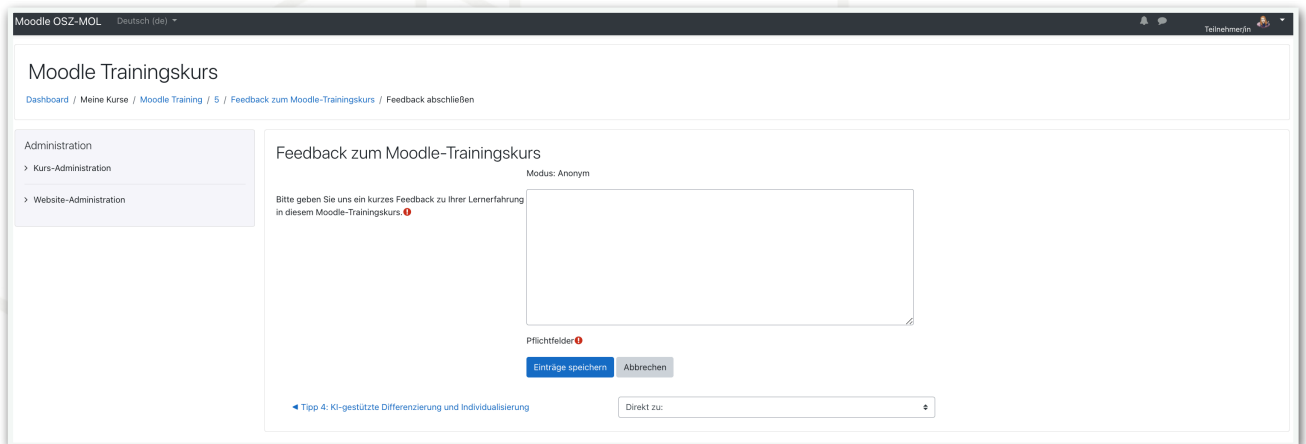 Moodle OSZ-MOL Deutsch (de)
Teilnehmer/in
Moodle Trainingskurs
Dashboard / Meine Kurse / Moodle Training / 5 / Feedback zum Moodle-Trainingskurs / Feedback abschließen
Administration
Kurs-Administration
Website-Administration
Feedback zum Moodle-Trainingskurs
Modus: Anonym
Bitte geben Sie uns ein kurzes Feedback zu Ihrer Lernerfahrung
in diesem Moodle-Trainingskurs.
Pflichtfelder
Einträge speichern Abbrechen
◄ Tipp 4: KI-gestützte Differenzierung und Individualisierung Direkt zu: